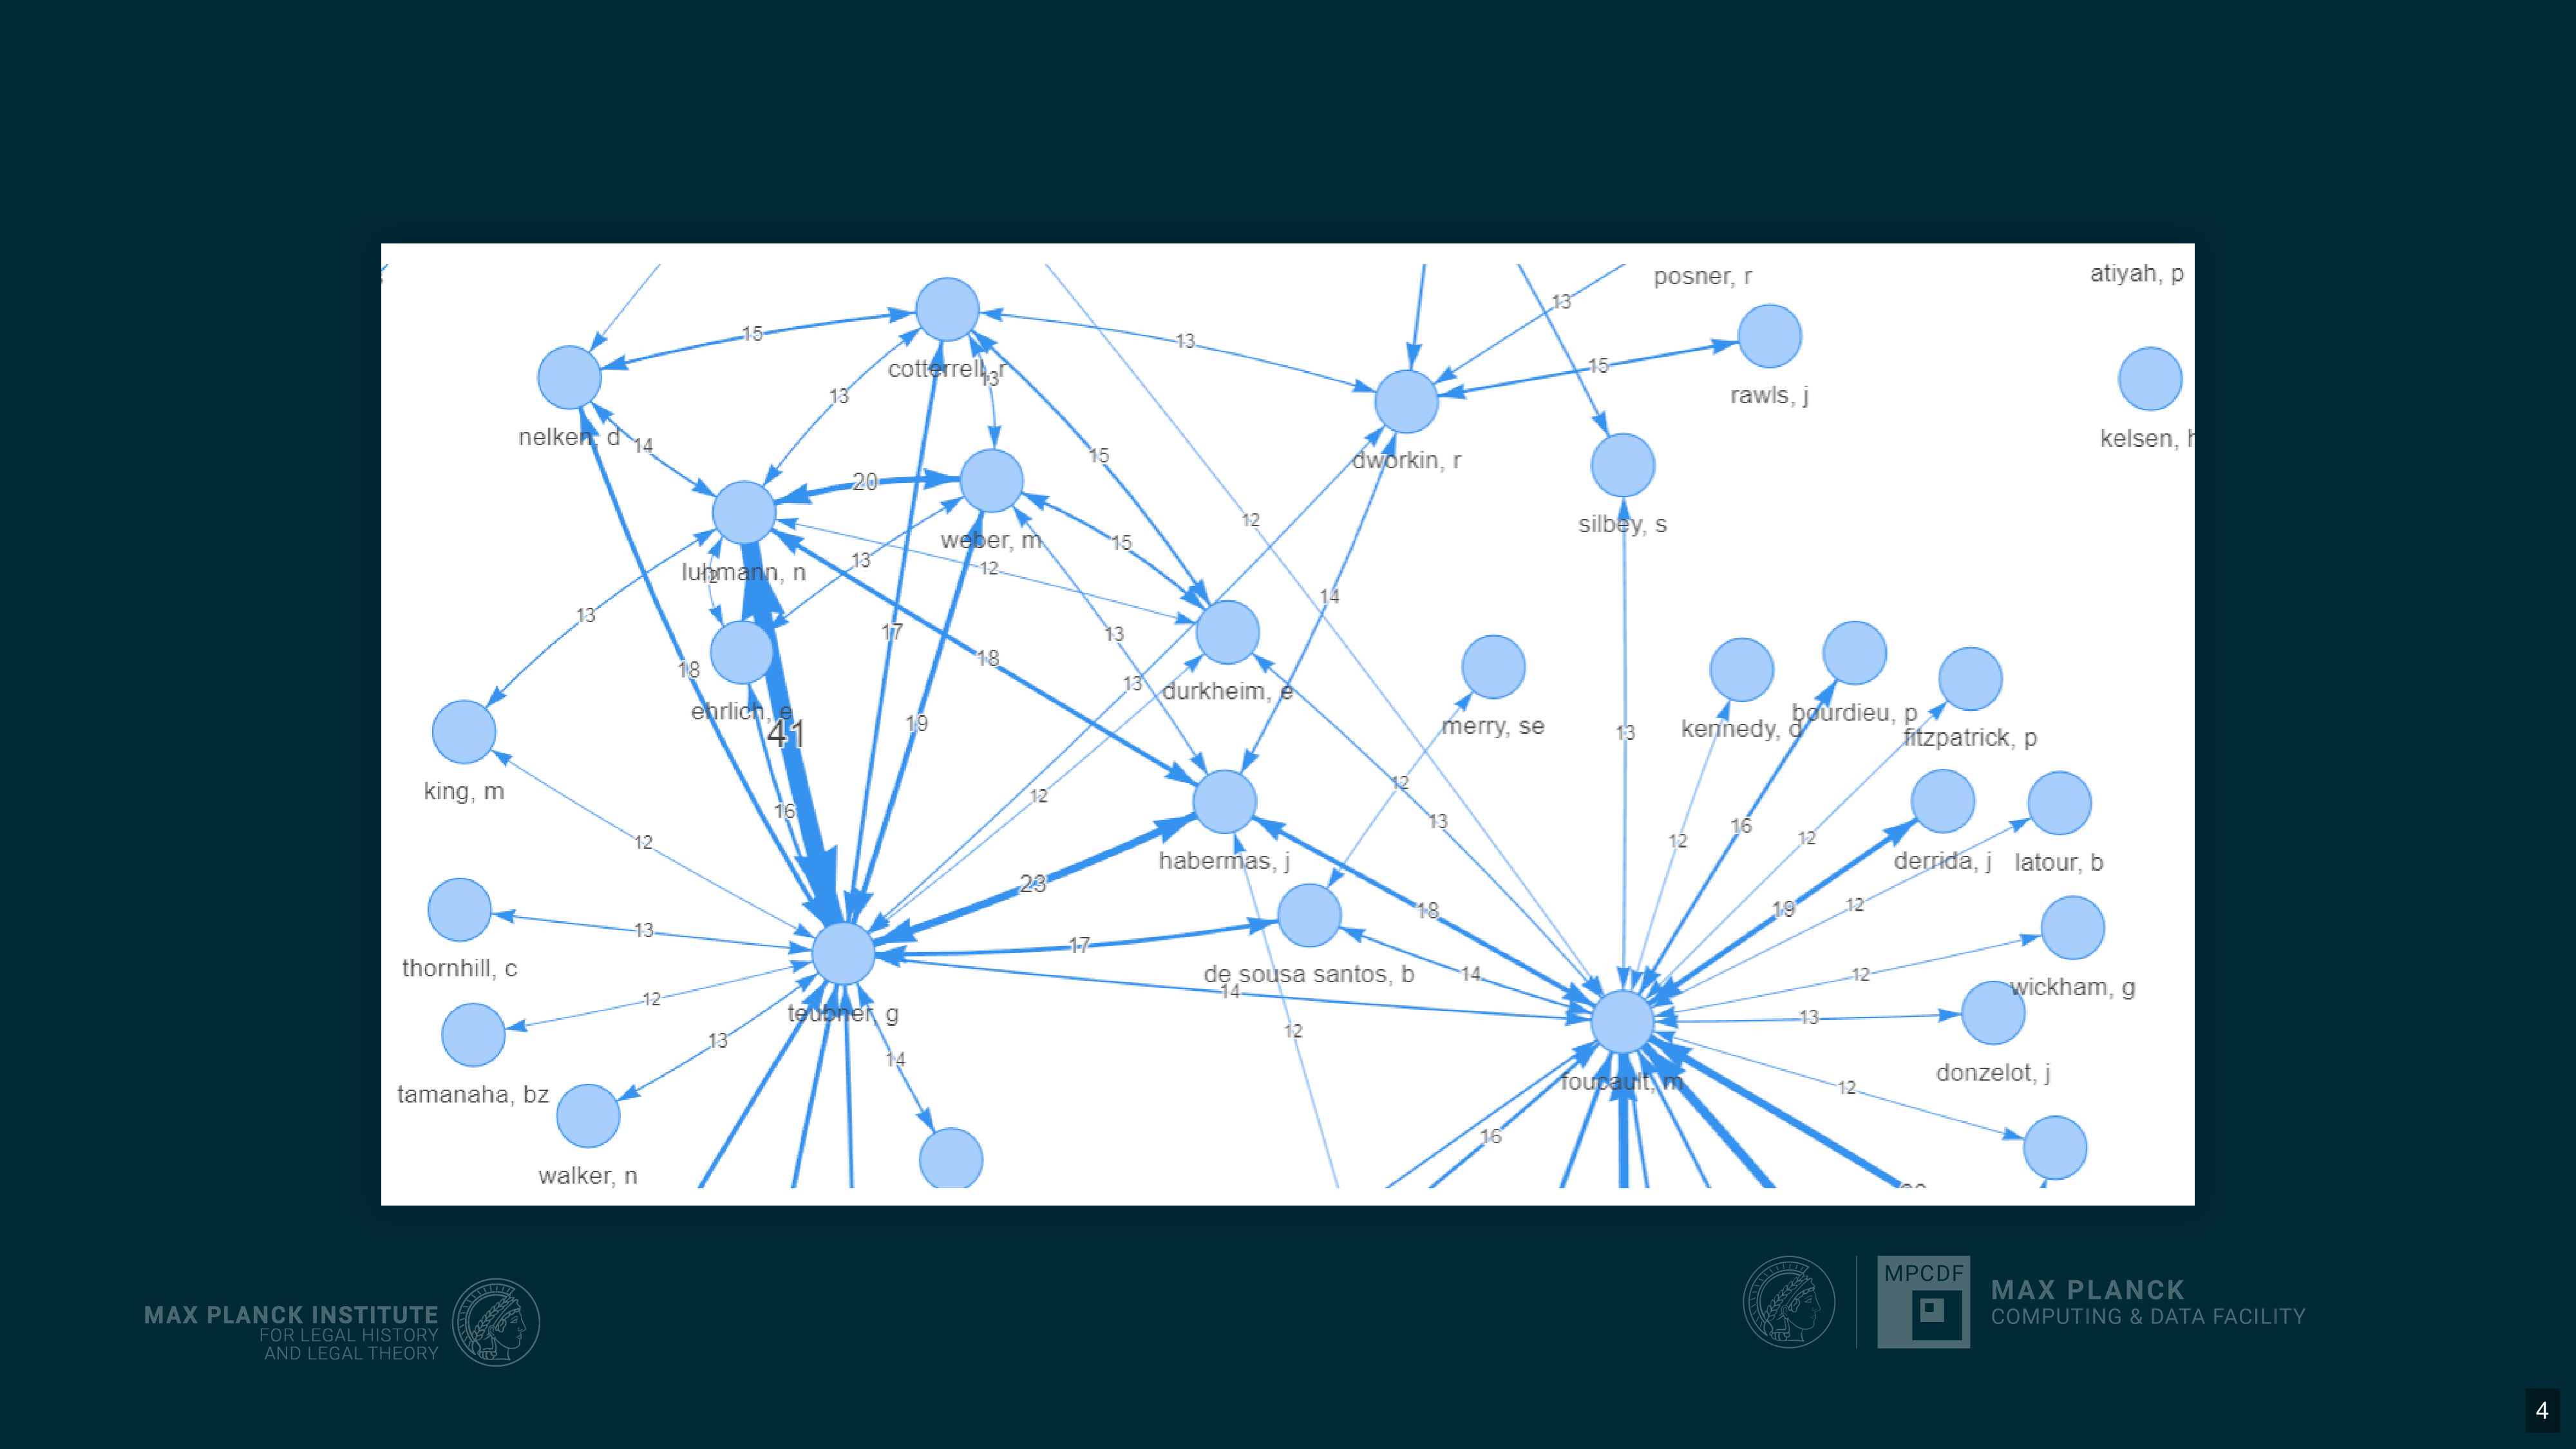 posner, r
atiyah, p
13
15
13
15
rawls, j
cotterrell, r
13
13
kelsen, h
nelken, d
14
15
dworkin, r
20
12
silbey, s
weber, m
15
13
12
luhmann, n
12
14
13
17
13
18
18
13
durkheim, e
ehrlich, e
41
19
merry, se
13
kennedy, d
bourdieu, p
fitzpatrick, p
king, m
12
12
16
13
16
12
12
12
habermas, j
derrida, j
latour, b
23
18
19
12
13
17
thornhill, c
de sousa santos, b
14
12
wickham, g
14
12
teubner, g
13
12
13
14
foucault, m
donzelot, j
12
tamanaha, bz
16
walker, n
MAX PLANCK INSTITUTE
FOR LEGAL HISTORY
AND LEGAL THEORY
MPCDF
MAX PLANCK
COMPUTING & DATA FACILITY
4